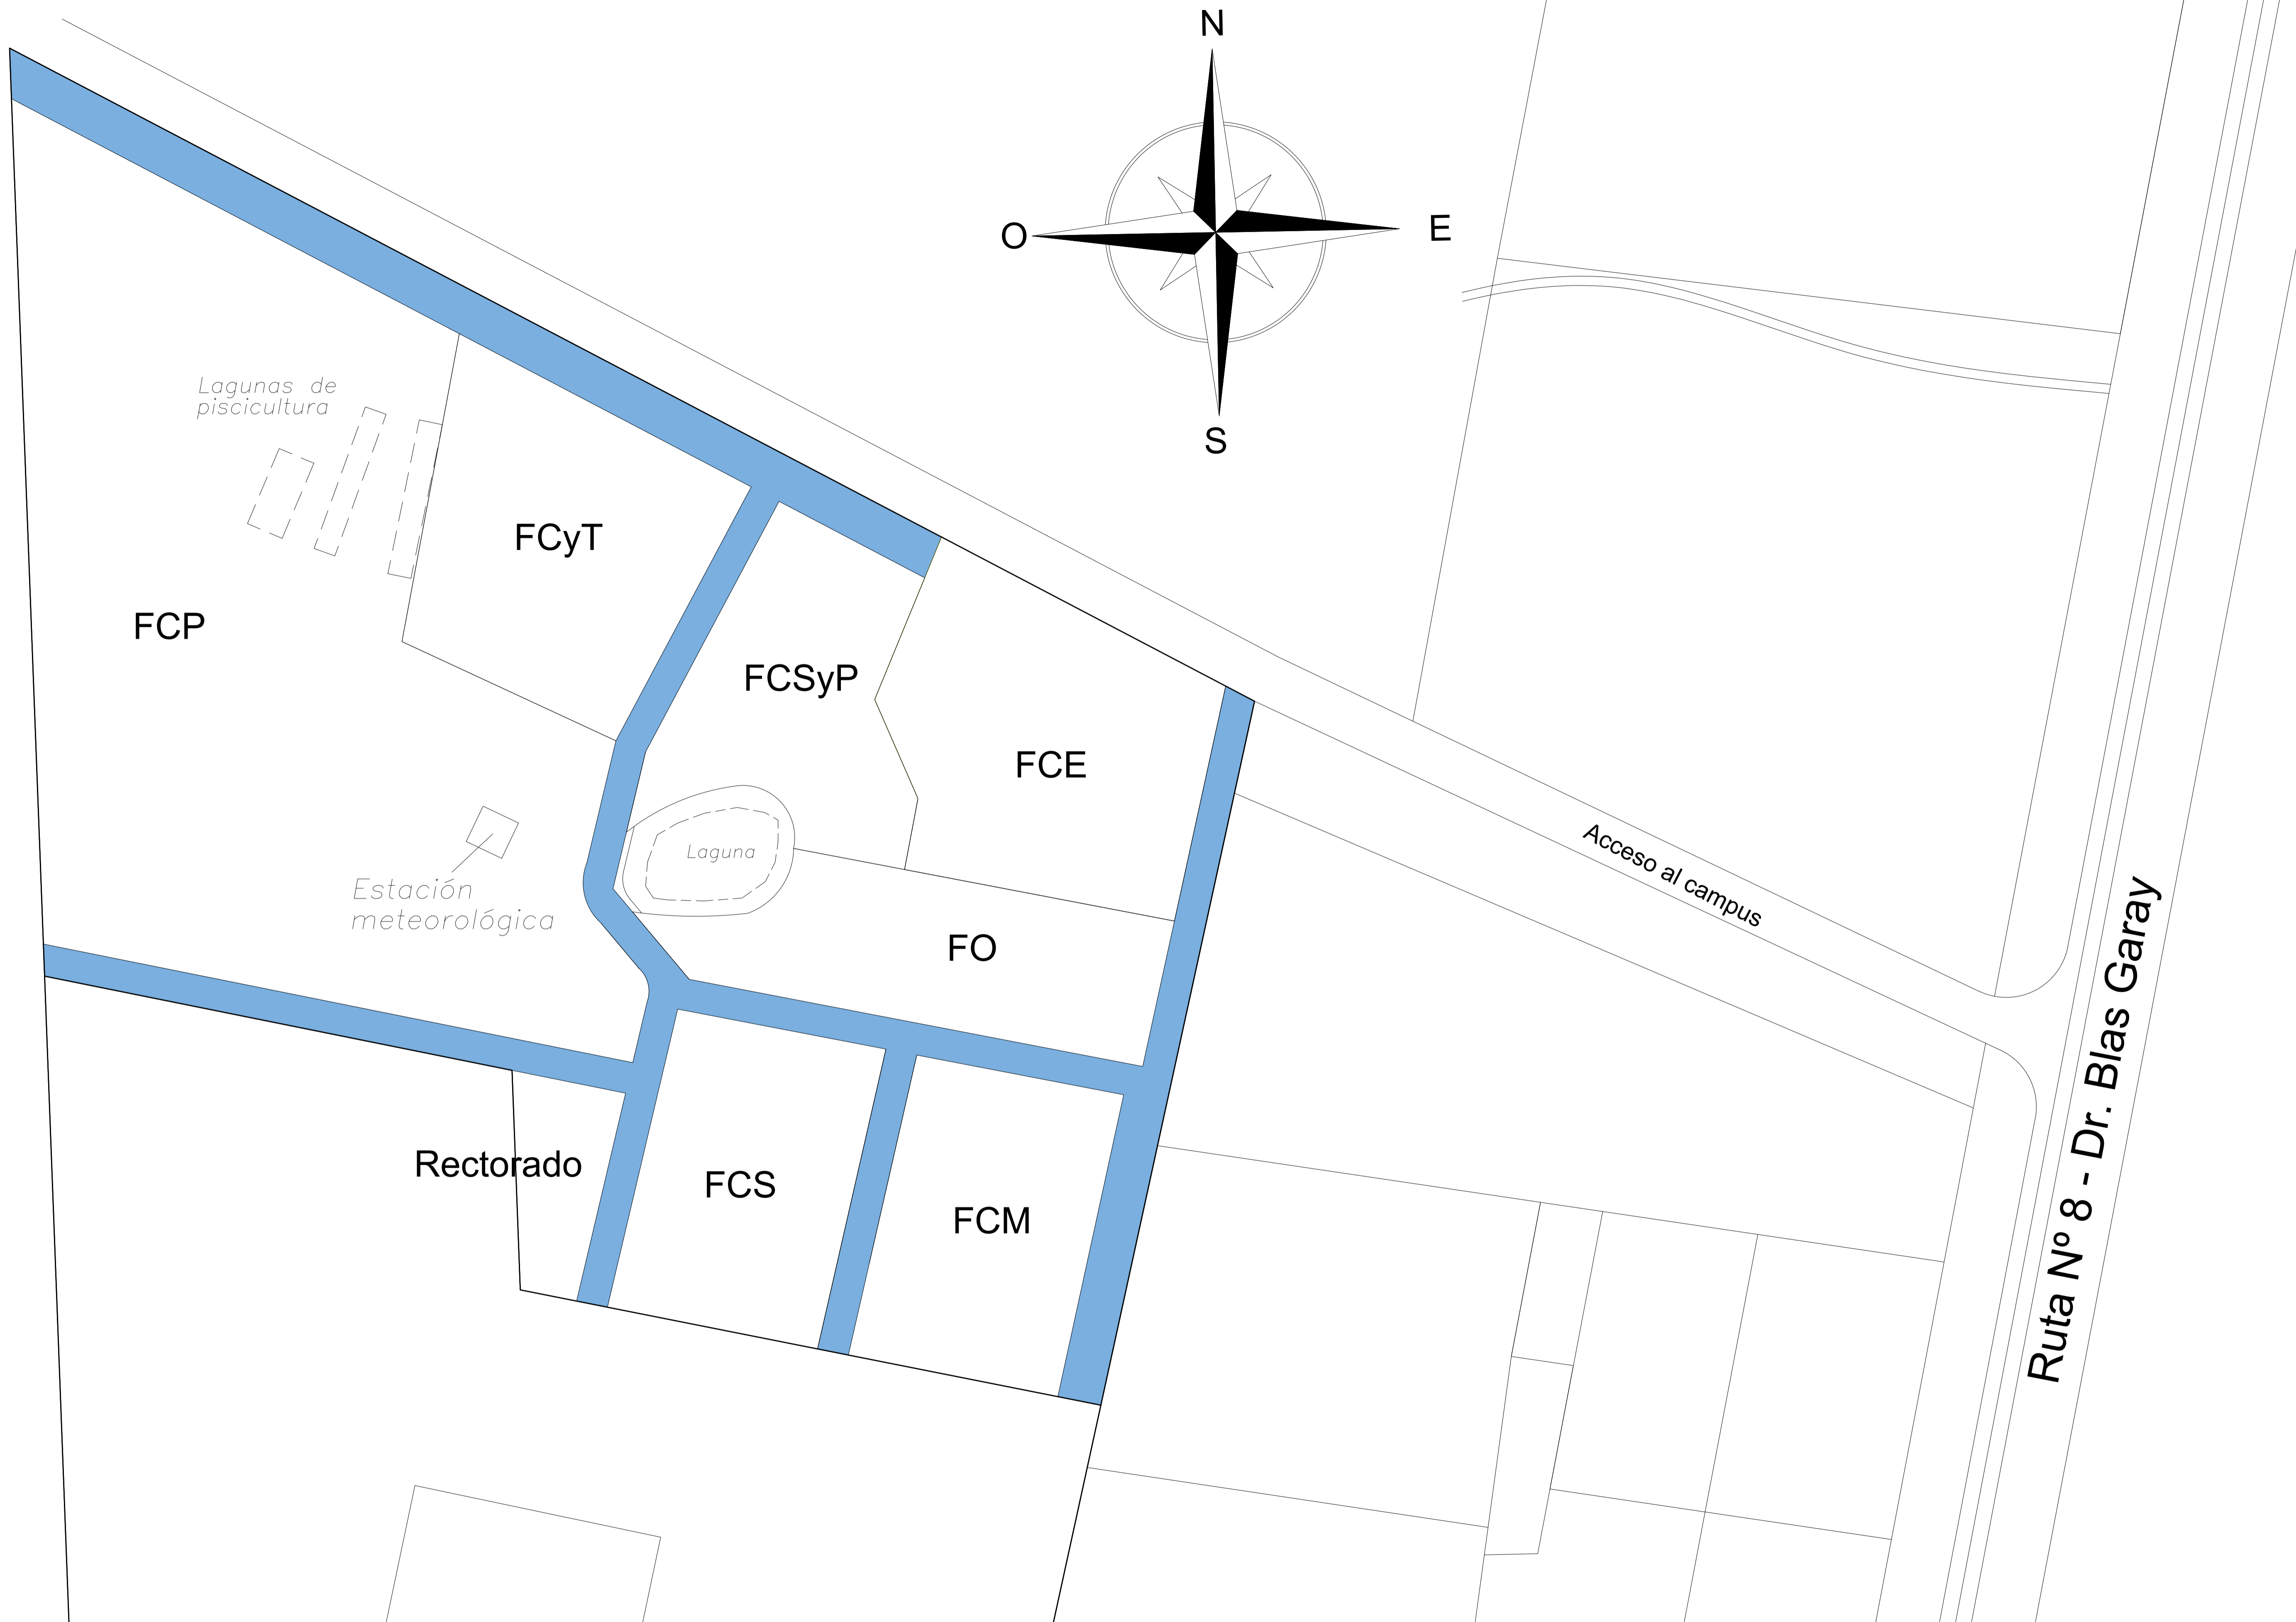 N
O
E
S
Lagunas de
piscicultura
FCyT
FCP
FCSyP
FCE
Laguna
Estación
meteorológica
FO
Acceso al campus
Rectorado
FCS
FCM
Ruta Nº 8 - Dr. Blas Garay